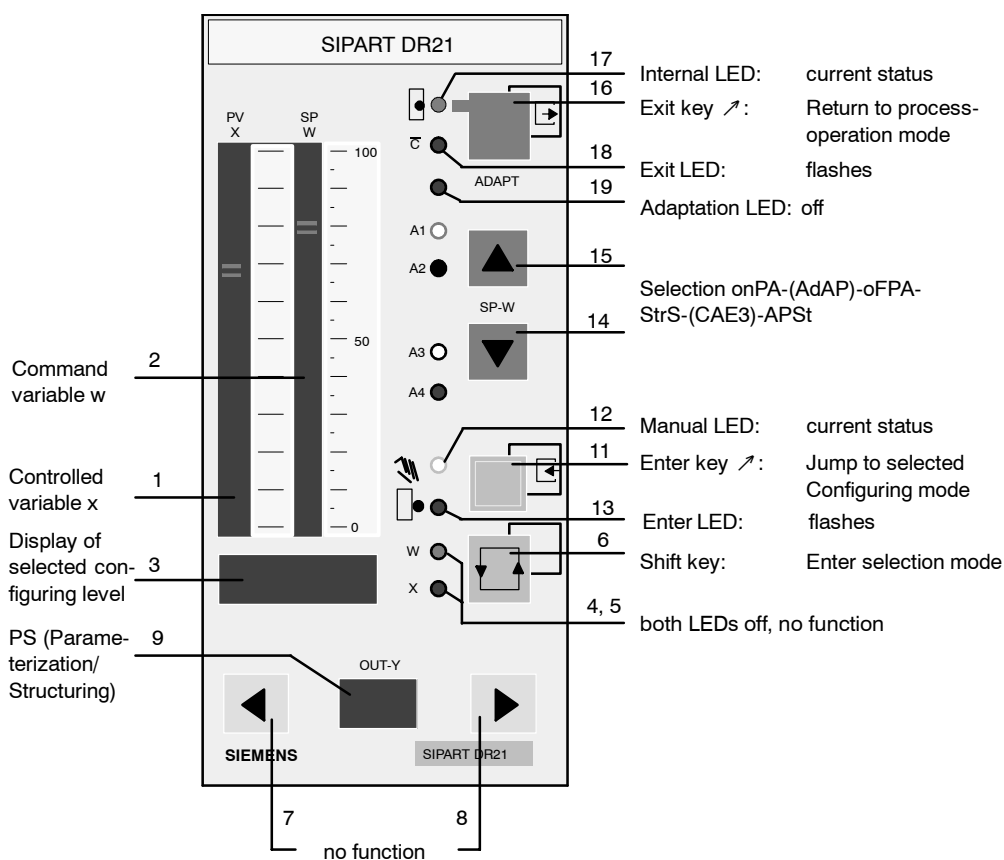 SIPART DR21
17
Internal LED: current status
16
Exit key ↗: Return to process-
operation mode
PV
X
SP
W
C̅
100
18
Exit LED: flashes
ADAPT
19
Adaptation LED: off
A1
A2
15
Selection onPA-(AdAP)-oFPA-
StrS-(CAE3)-APSt
SP-W
14
50
A3
A4
2
Command
variable w
12
Manual LED: current status
11
Enter key ↗: Jump to selected
Configuring mode
Controlled
variable x
1
13
Enter LED: flashes
0
6
Shift key: Enter selection mode
Display of
selected con-
figuring level
3
W
X
4, 5
both LEDs off, no function
PS (Parame-
terization/
Structuring)
9
OUT-Y
SIEMENS
SIPART DR21
7
8
no function